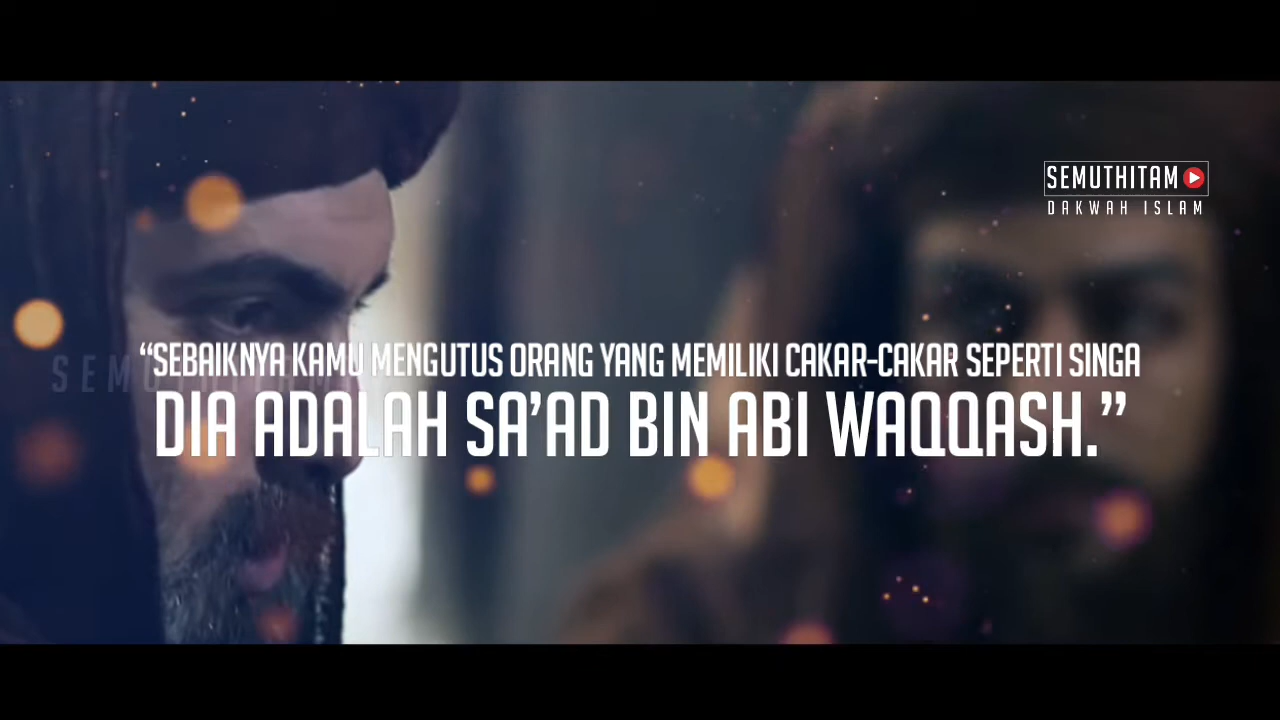 SEMUTHITAM
DAKWAH ISLAM
“SEBAIKNYA KAMU MENGUTUS ORANG YANG MEMILIKI CAKAR-CAKAR SEPERTI SINGA
SEMUTHITAM
DIA ADALAH SA’AD BIN ABI WAQQASH.”